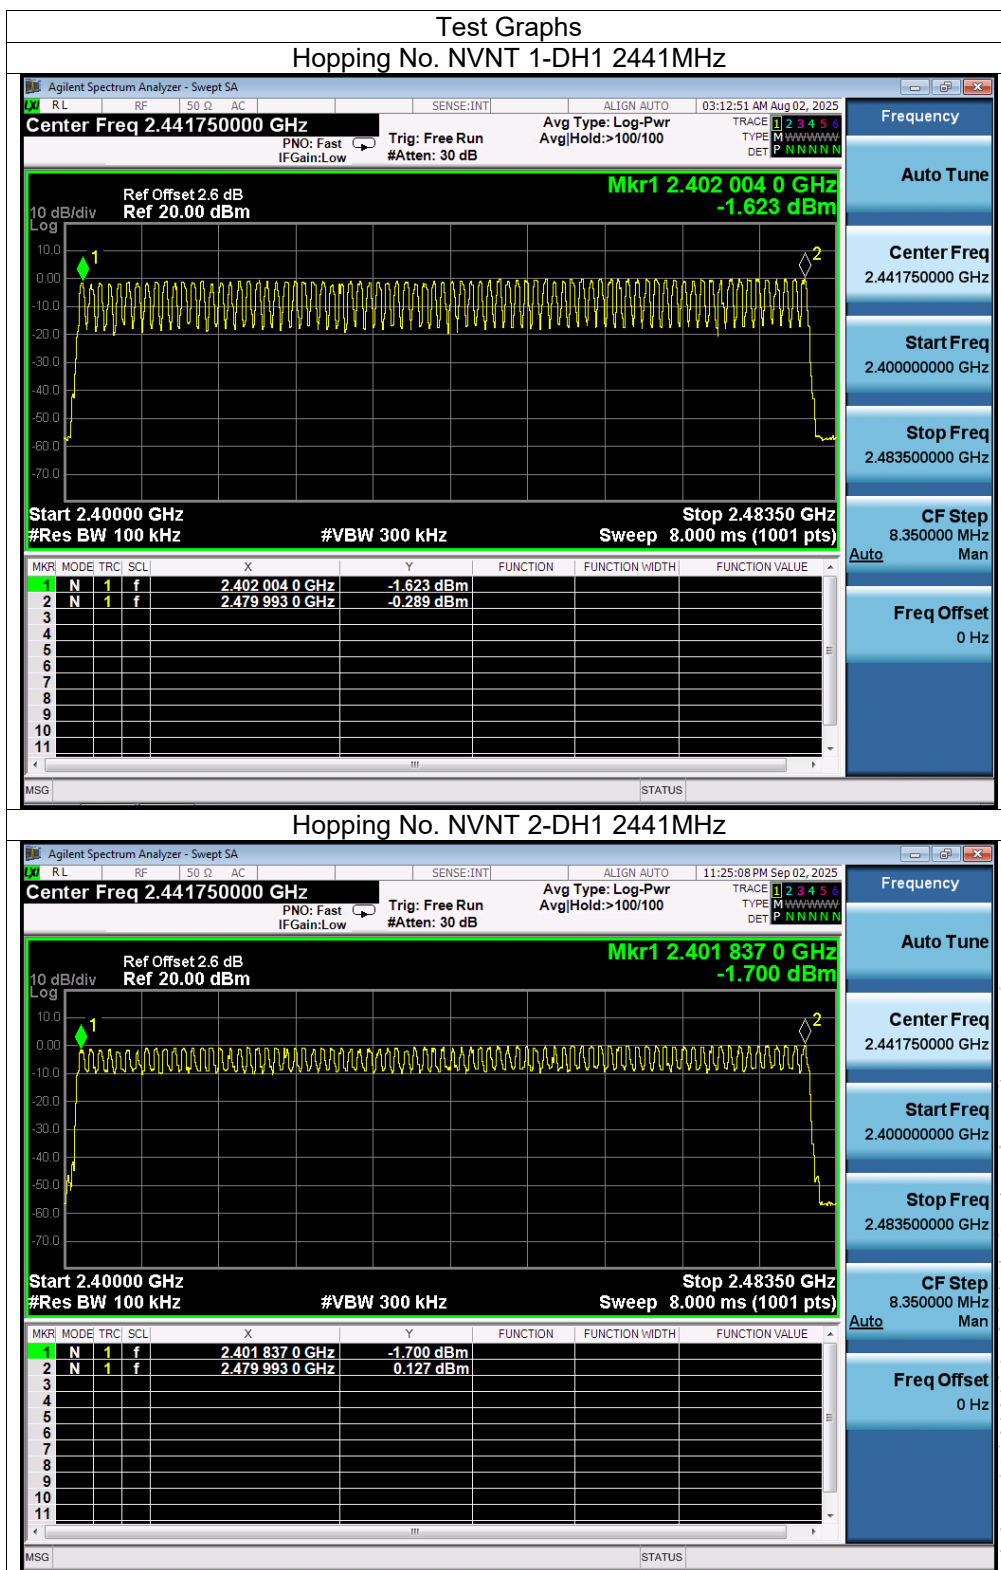 Test Graphs
Hopping No. NVNT 1-DH1 2441MHz
Agilent Spectrum Analyzer - Swept SA
LXI RL RF 50 Ω AC SENSE:INT ALIGN AUTO 03:12:51 AM Aug 02, 2025
Center Freq 2.441750000 GHz
PNO: Fast
IFGain:Low
Trig: Free Run
#Atten: 30 dB
Avg Type: Log-Pwr
Avg|Hold:>100/100
TRACE 1 2 3 4 5 6
TYPE M WWWWW
DET P N N N N N
Frequency
Auto Tune
Center Freq
2.441750000 GHz
Start Freq
2.400000000 GHz
Stop Freq
2.483500000 GHz
CF Step
8.350000 MHz
Auto Man
Freq Offset
0 Hz
Mkr1 2.402 004 0 GHz
-1.623 dBm
Ref Offset 2.6 dB
10 dB/div Ref 20.00 dBm
Log
10.0
0.00
-10.0
-20.0
-30.0
-40.0
-50.0
-60.0
-70.0
1
2
Start 2.40000 GHz Stop 2.48350 GHz
#Res BW 100 kHz #VBW 300 kHz Sweep 8.000 ms (1001 pts)
MKR MODE TRC SCL X Y FUNCTION FUNCTION WIDTH FUNCTION VALUE
1 N 1 f 2.402 004 0 GHz -1.623 dBm
2 N 1 f 2.479 993 0 GHz -0.289 dBm
3
4
5
6
7
8
9
10
11
MSG STATUS
Hopping No. NVNT 2-DH1 2441MHz
Agilent Spectrum Analyzer - Swept SA
LXI RL RF 50 Ω AC SENSE:INT ALIGN AUTO 11:25:08 PM Sep 02, 2025
Center Freq 2.441750000 GHz
PNO: Fast
IFGain:Low
Trig: Free Run
#Atten: 30 dB
Avg Type: Log-Pwr
Avg|Hold:>100/100
TRACE 1 2 3 4 5 6
TYPE M WWWWW
DET P N N N N N
Frequency
Auto Tune
Center Freq
2.441750000 GHz
Start Freq
2.400000000 GHz
Stop Freq
2.483500000 GHz
CF Step
8.350000 MHz
Auto Man
Freq Offset
0 Hz
Mkr1 2.401 837 0 GHz
-1.700 dBm
Ref Offset 2.6 dB
10 dB/div Ref 20.00 dBm
Log
10.0
0.00
-10.0
-20.0
-30.0
-40.0
-50.0
-60.0
-70.0
1
2
Start 2.40000 GHz Stop 2.48350 GHz
#Res BW 100 kHz #VBW 300 kHz Sweep 8.000 ms (1001 pts)
MKR MODE TRC SCL X Y FUNCTION FUNCTION WIDTH FUNCTION VALUE
1 N 1 f 2.401 837 0 GHz -1.700 dBm
2 N 1 f 2.479 993 0 GHz 0.127 dBm
3
4
5
6
7
8
9
10
11
MSG STATUS